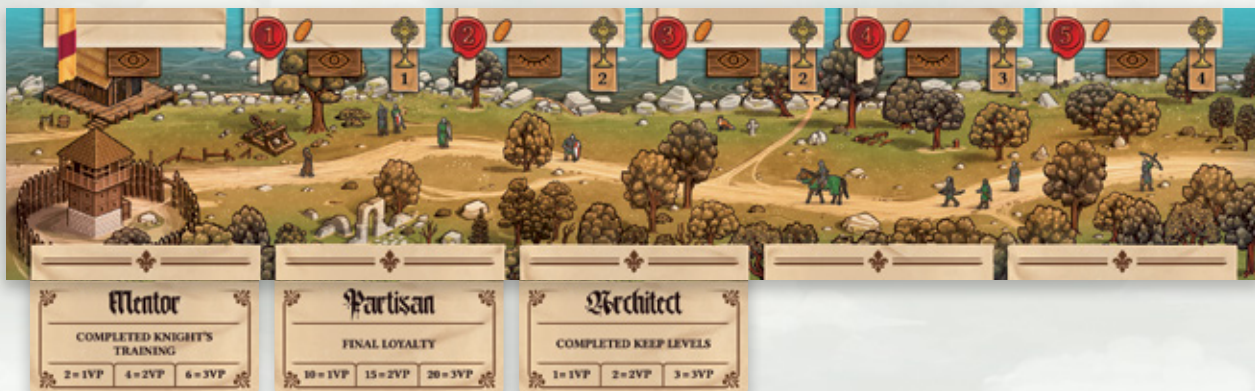 1
2
3
4
5
1
2
2
3
4
Mentor
COMPLETED KNIGHT'S
TRAINING
2=1VP 4=2VP 6=3VP
Partisan
FINAL LOYALTY
10=1VP 15=2VP 20=3VP
Architect
COMPLETED KEEP LEVELS
1=1VP 2=2VP 3=3VP